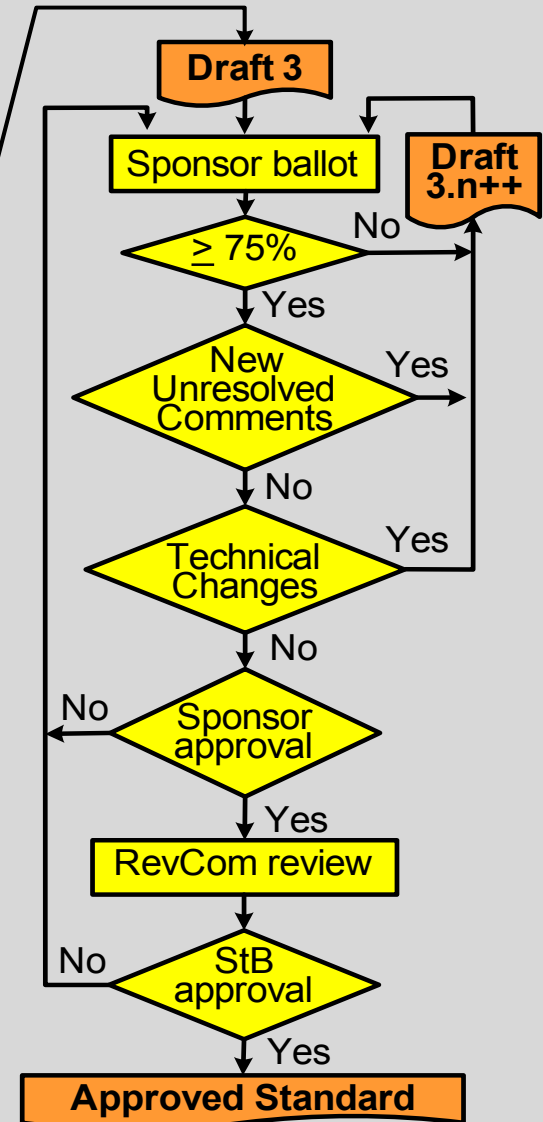 Draft 3
Sponsor ballot
Draft
3.n++
≥ 75%
No
Yes
New
Unresolved
Comments
Yes
No
Technical
Changes
Yes
No
Sponsor
approval
No
Yes
RevCom review
StB
approval
No
Yes
Approved Standard